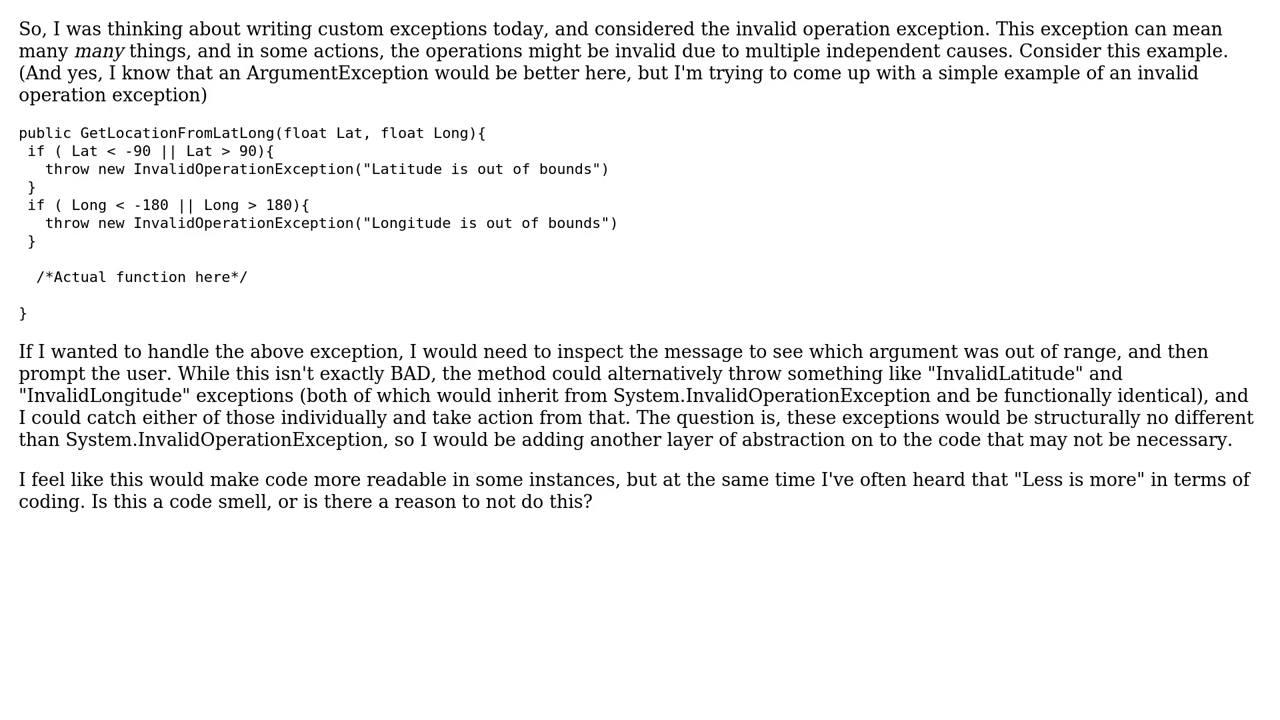 So, I was thinking about writing custom exceptions today, and considered the invalid operation exception. This exception can mean
many many things, and in some actions, the operations might be invalid due to multiple independent causes. Consider this example.
(And yes, I know that an ArgumentException would be better here, but I'm trying to come up with a simple example of an invalid
operation exception)
public GetLocationFromLatLong(float Lat, float Long){
 if ( Lat < -90 || Lat > 90){
   throw new InvalidOperationException("Latitude is out of bounds")
 }
 if ( Long < -180 || Long > 180){
   throw new InvalidOperationException("Longitude is out of bounds")
 }
  /*Actual function here*/
}
If I wanted to handle the above exception, I would need to inspect the message to see which argument was out of range, and then
prompt the user. While this isn't exactly BAD, the method could alternatively throw something like "InvalidLatitude" and
"InvalidLongitude" exceptions (both of which would inherit from System.InvalidOperationException and be functionally identical), and
I could catch either of those individually and take action from that. The question is, these exceptions would be structurally no different
than System.InvalidOperationException, so I would be adding another layer of abstraction on to the code that may not be necessary.
I feel like this would make code more readable in some instances, but at the same time I've often heard that "Less is more" in terms of
coding. Is this a code smell, or is there a reason to not do this?